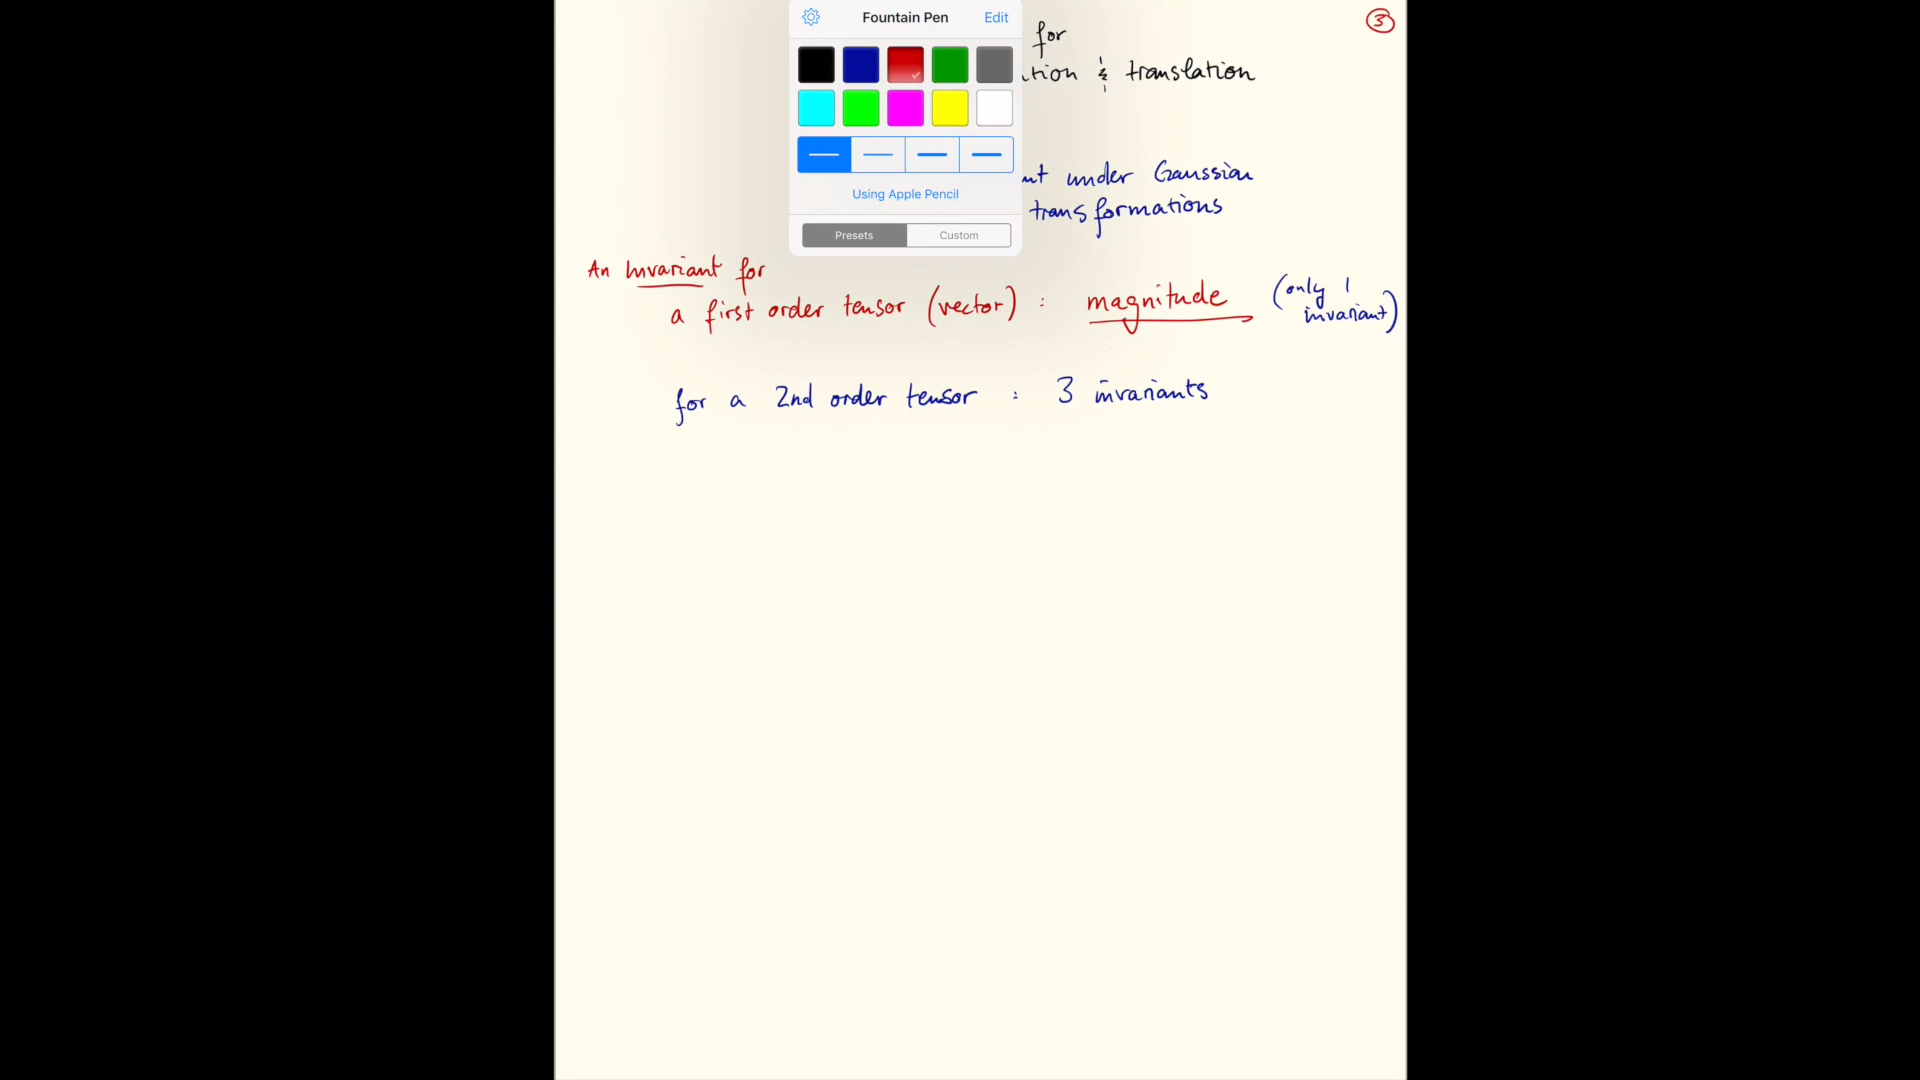 Fountain Pen
Edit
3
for
tion & translation
Using Apple Pencil
nt under Gaussian
transformations
Presets
Custom
An invariant for
a first order tensor (vector) : magnitude (only 1
invariant)
for a 2nd order tensor : 3 invariants